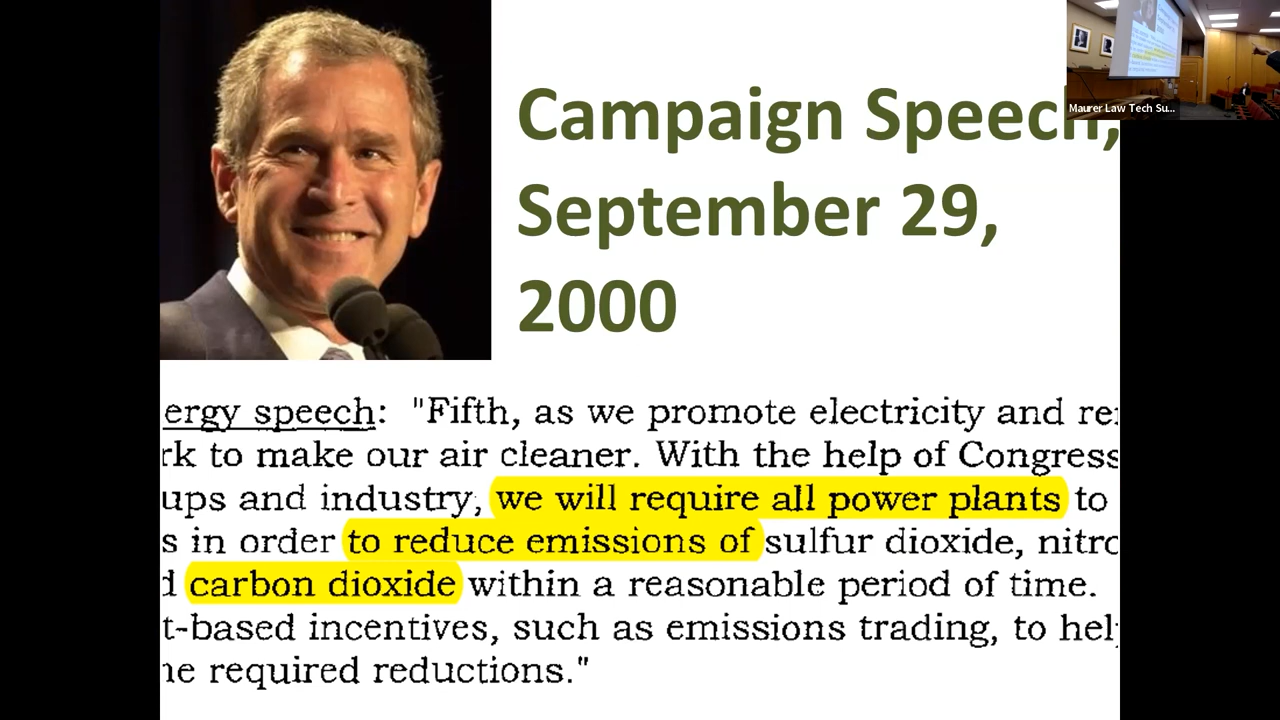 Campaign Speech,
September 29,
2000
Maurer Law Tech Su...
ergy speech: "Fifth, as we promote electricity and
rk to make our air cleaner. With the help of Congress
ups and industry, we will require all power plants to
s in order to reduce emissions of sulfur dioxide, nitro
d carbon dioxide within a reasonable period of time.
t-based incentives, such as emissions trading, to hel
he required reductions."